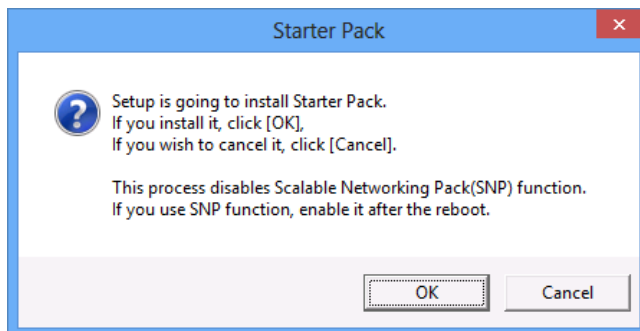 Starter Pack
Setup is going to install Starter Pack.
If you install it, click [OK],
If you wish to cancel it, click [Cancel].
This process disables Scalable Networking Pack(SNP) function.
If you use SNP function, enable it after the reboot.
OK
Cancel